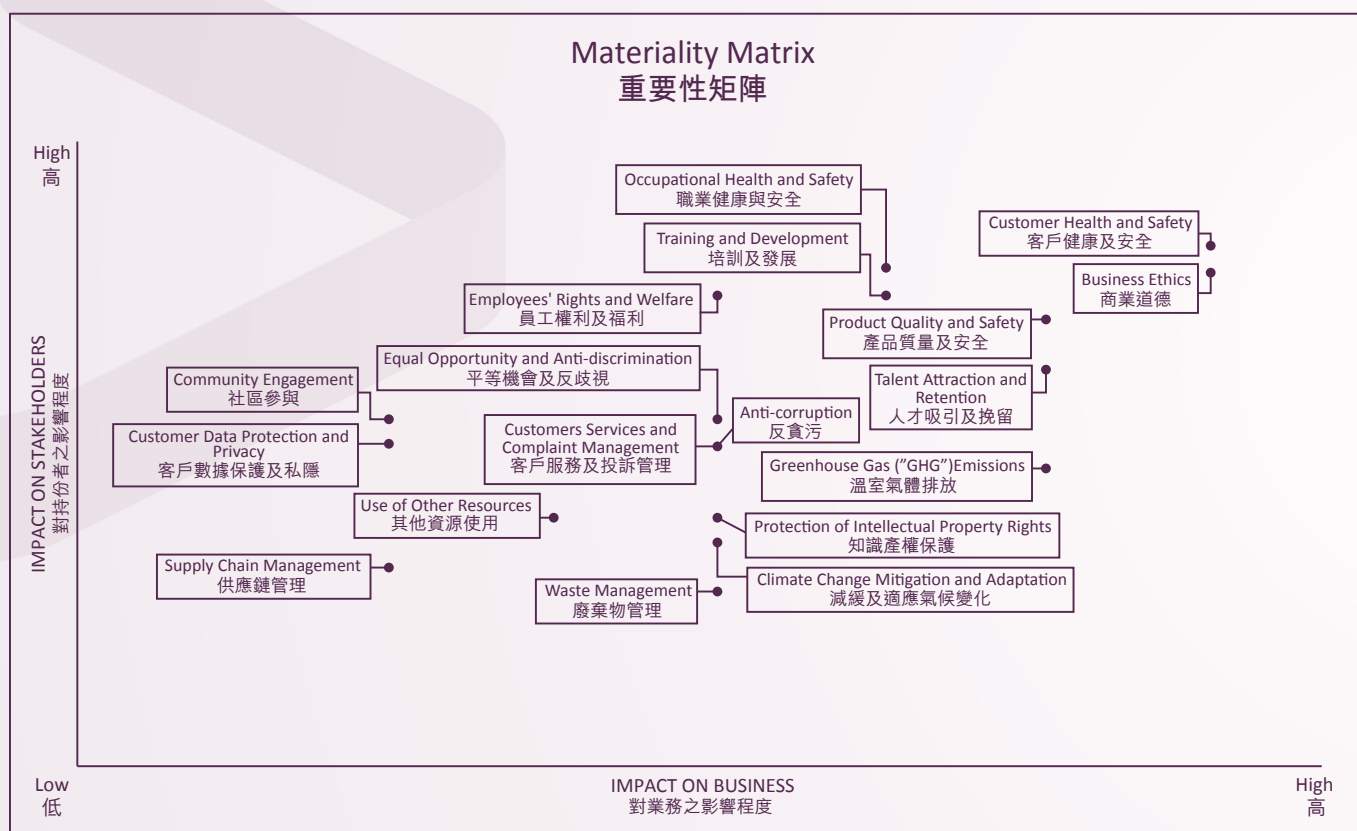 Materiality Matrix
重要性矩陣
High
高
Occupational Health and Safety
職業健康與安全
Customer Health and Safety
客戶健康及安全
Training and Development
培訓及發展
Business Ethics
商業道德
Employees' Rights and Welfare
員工權利及福利
Product Quality and Safety
產品質量及安全
Equal Opportunity and Anti-discrimination
平等機會及反歧視
Community Engagement
社區參與
Talent Attraction and
Retention
人才吸引及挽留
Anti-corruption
反貪污
Customers Services and
Complaint Management
客戶服務及投訴管理
Customer Data Protection and
Privacy
客戶數據保護及私隱
Greenhouse Gas (”GHG”)Emissions
溫室氣體排放
Use of Other Resources
其他資源使用
Protection of Intellectual Property Rights
知識產權保護
Supply Chain Management
供應鏈管理
Climate Change Mitigation and Adaptation
減緩及適應氣候變化
Waste Management
廢棄物管理
IMPACT ON STAKEHOLDERS
對持份者之影響程度
Low
低
IMPACT ON BUSINESS
對業務之影響程度
High
高